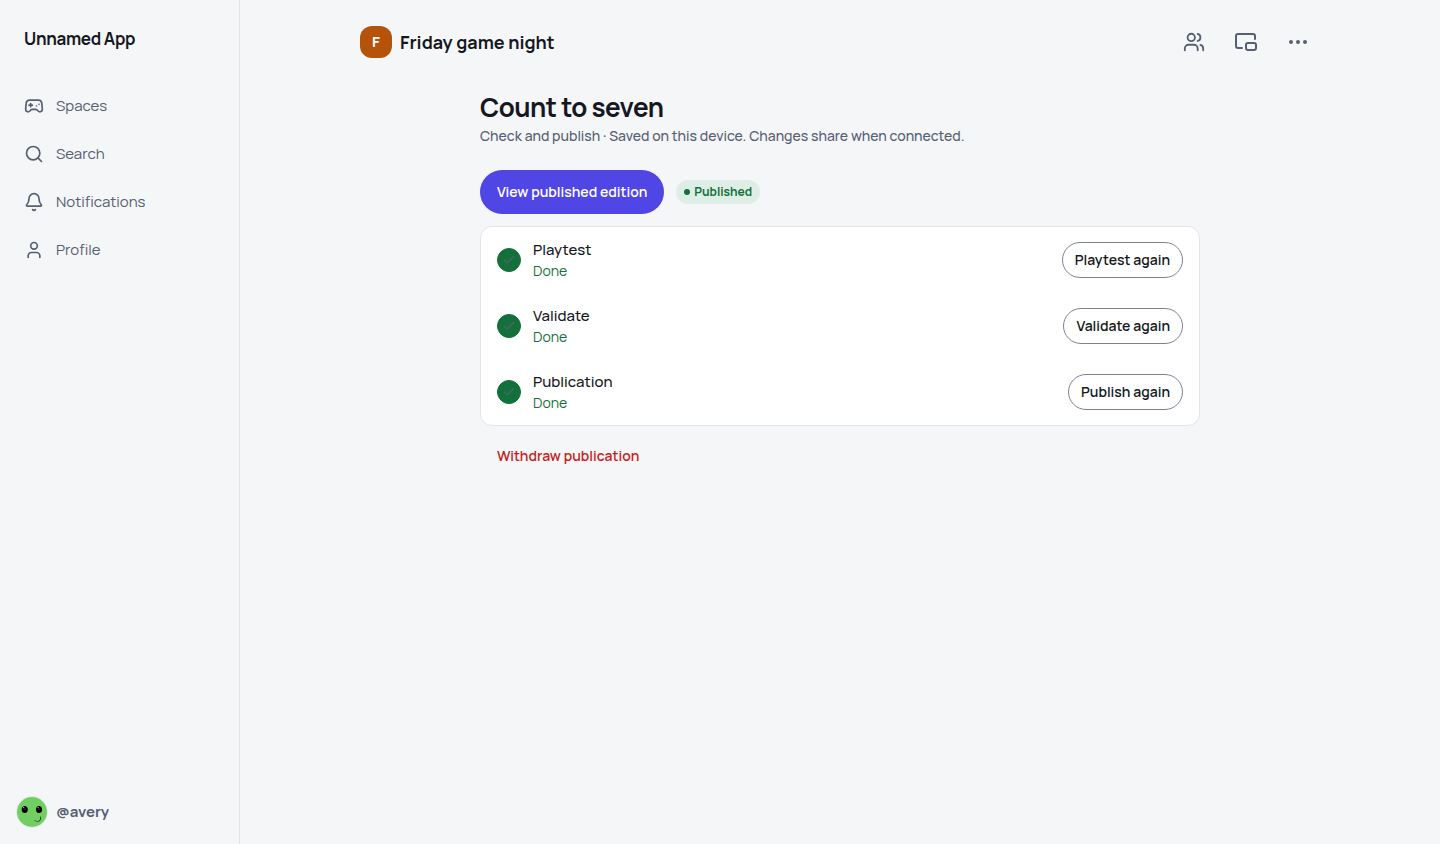 Unnamed App
Spaces
Search
Notifications
Profile
@avery
F
Friday game night
Count to seven
Check and publish · Saved on this device. Changes share when connected.
View published edition
Published
Playtest
Done
Playtest again
Validate
Done
Validate again
Publication
Done
Publish again
Withdraw publication